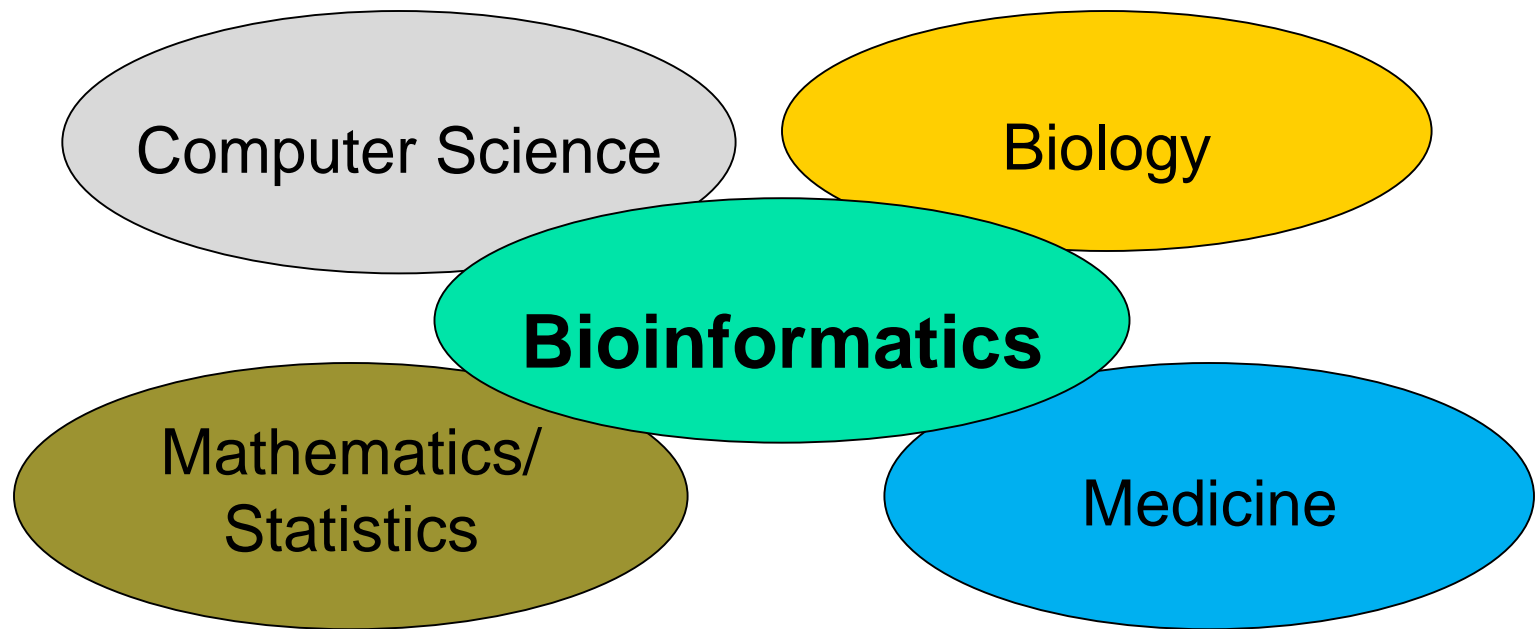 Computer Science
Biology
Bioinformatics
Mathematics/
Statistics
Medicine